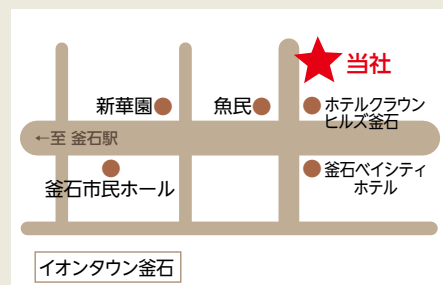 当社
新華園
魚民
ホテルクラウン
ヒルズ釜石
←至 釜石駅
釜石市民ホール
釜石ベイシティ
ホテル
イオンタウン釜石